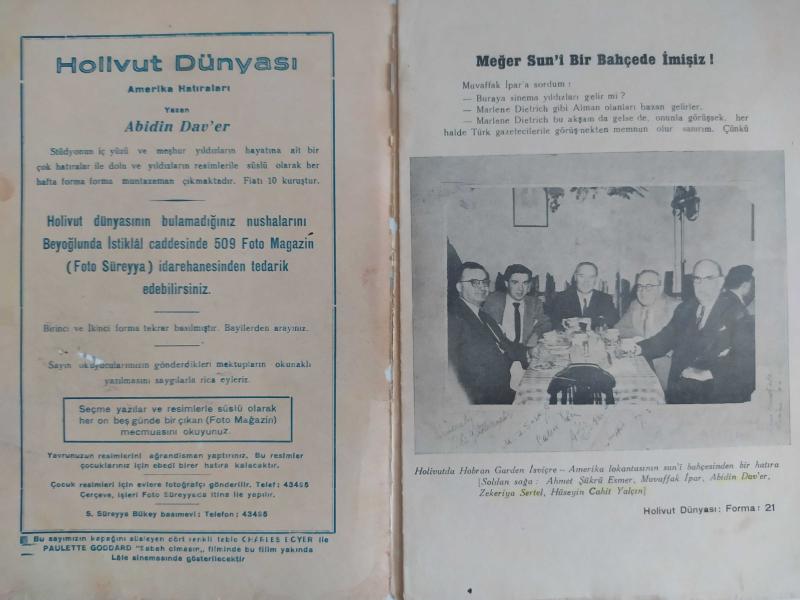 Holivut Dünyası
Amerika Hatıraları
Yazan
Abidin Dav'er
Stüdyonun iç yüzü ve meşhur yıldızların hayatına ait bir
çok hatıralar ile dolu ve yıldızların resimlerile süslü olarak her
hafta forma forma muntazaman çıkmaktadır. Fiatı 10 kuruştur.
Holivut dünyasının bulamadığınız nushalarını
Beyoğlunda İstiklâl caddesinde 509 Foto Magazin
(Foto Süreyya) idarehanesinden tedarik
edebilirsiniz.
Birinci ve İkinci forma tekrar basılmıştır. Bayilerden arayınız.
Sayın okuyucularımızın gönderdikleri mektupların okunaklı
yazılmasını saygılarla rica eyleriz.
Seçme yazılar ve resimlerle süslü olarak
her on beş günde bir çıkan (Foto Magazin)
mecmuasını okuyunuz.
Yavrunuzun resimlerini ağrandisman yaptırınız. Bu resimler
çocuklarınız için ebedi birer hatıra kalacaktır.
Çocuk resimleri için evlere fotoğrafçı gönderilir. Telef: 43495
Çerçeve, işleri Foto Süreyyaca itina ile yapılır.
S. Süreyya Bükey basımevi: Telefon: 43495
Bu sayımızın kapağını süsleyen dört renkli tablo CHARLES BOYER ile
PAULETTE GODDARD "Sabah olmasın,, filminde bu filim yakında
Lâle sinemasında gösterilecektir
Meğer Sun'i Bir Bahçede İmişiz !
Muvaffak İpar'a sordum :
— Buraya sinema yıldızları gelir mi ?
— Marlene Dietrich gibi Alman olanları bazan gelirler.
— Marlene Dietrich bu akşam da gelse de, onunla görüşsek, her
halde Türk gazetecilerile görüşmekten memnun olur sanırım. Çünkü
Holivutda Hobran Garden İsviçre – Amerika lokantasının sun'î bahçesinden bir hatıra
[Soldan sağa : Ahmet Şükrü Esmer, Muvaffak İpar, Abidin Dav'er,
Zekeriya Sertel, Hüseyin Cahit Yalçın]
Holivut Dünyası: Forma: 21